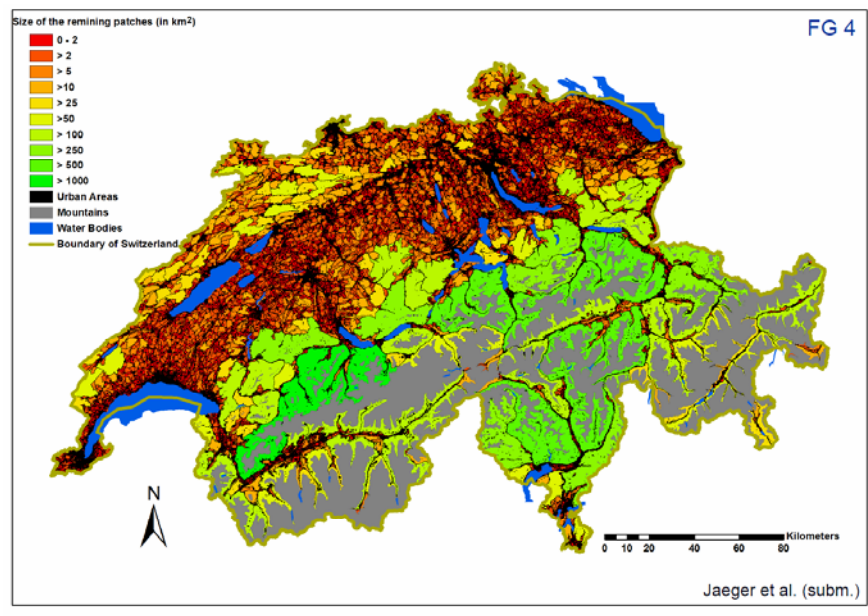 Size of the remining patches (in km2)
FG 4
0 - 2
> 2
> 5
>10
> 25
>50
> 100
> 250
> 500
> 1000
Urban Areas
Mountains
Water Bodies
Boundary of Switzerland
N
Kilometers
0 5 10 20 40 60 80
Jaeger et al. (subm.)